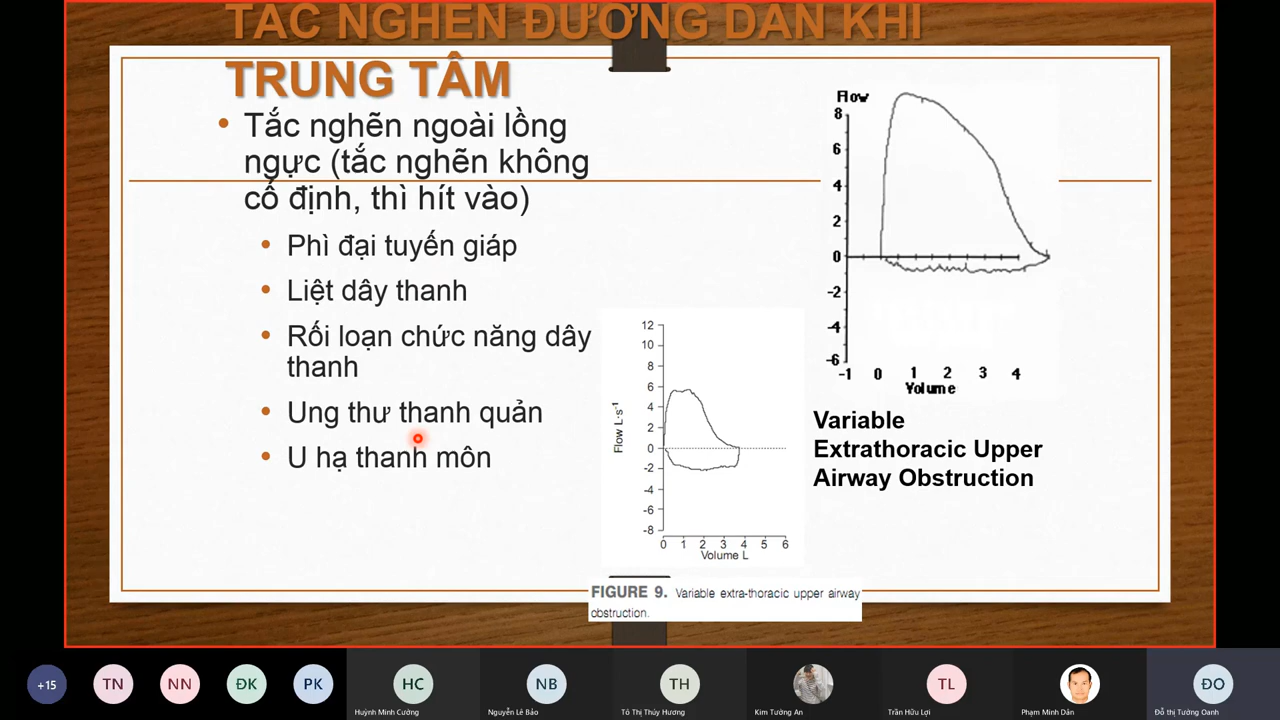 TẮC NGHẼN ĐƯỜNG DẪN KHÍ
TRUNG TÂM
• Tắc nghẽn ngoài lồng
ngực (tắc nghẽn không
cố định, thì hít vào)
• Phì đại tuyến giáp
• Liệt dây thanh
• Rối loạn chức năng dây
thanh
• Ung thư thanh quản
• U hạ thanh môn
Flow
8
6
4
2
0
-2
-4
-6
-1 0 1 2 3 4
Volume
Variable
Extrathoracic Upper
Airway Obstruction
Flow L·s⁻¹
12
10
8
6
4
2
0
-2
-4
-6
-8
0 1 2 3 4 5 6
Volume L
FIGURE 9. Variable extra-thoracic upper airway
obstruction.
+15 TN NN ĐK PK HC NB TH TL ĐO
Huỳnh Minh Cường Nguyễn Lê Bảo Tô Thị Thúy Hương Kim Tường An Trần Hữu Lợi Phạm Minh Dân Đỗ thị Tường Oanh